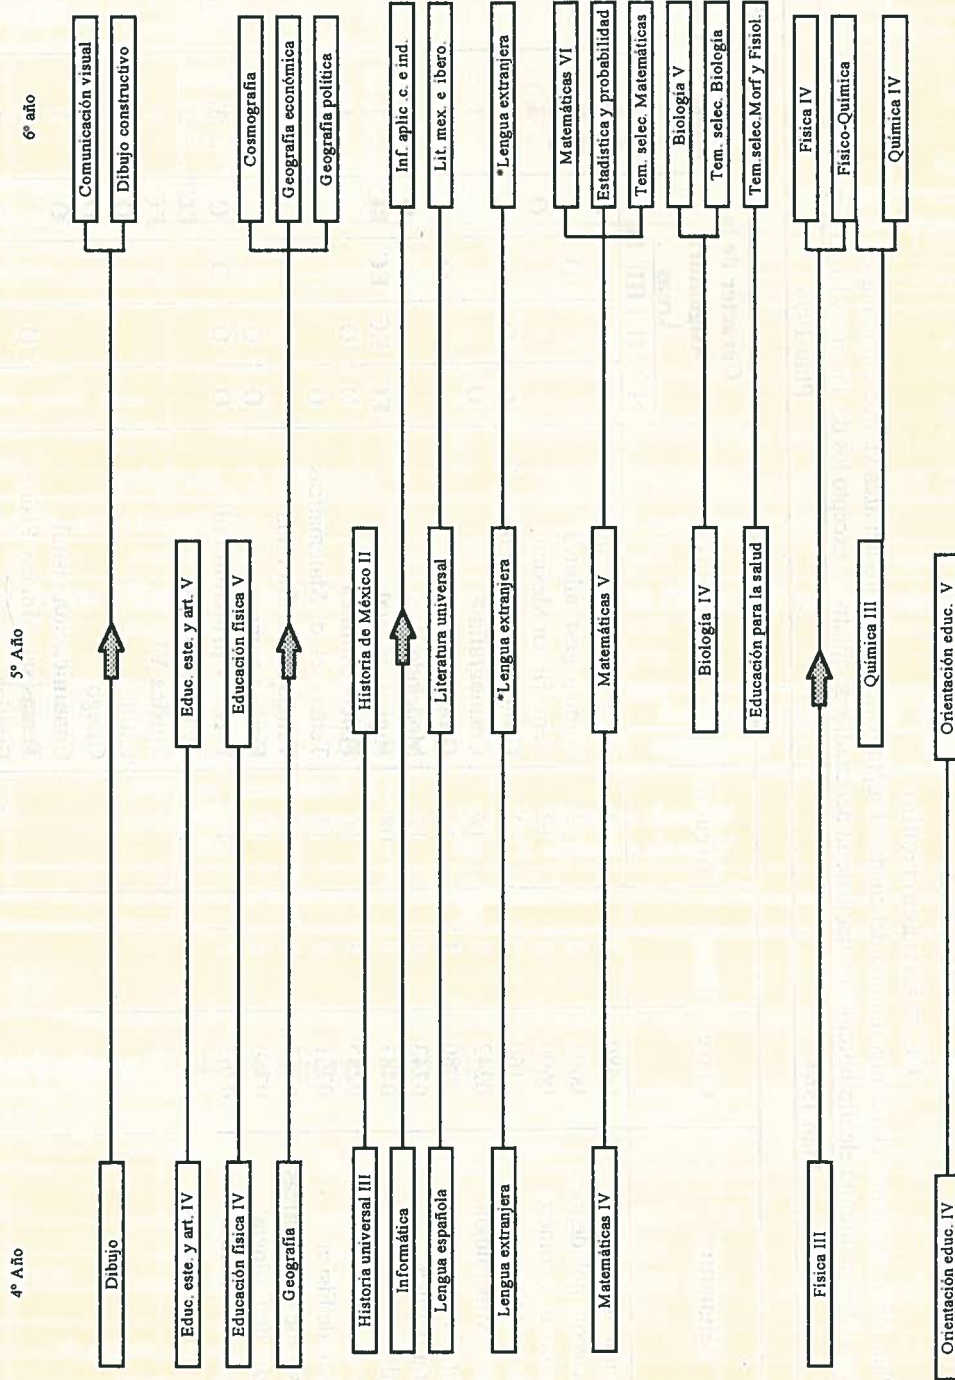 4º Año
5º Año
6º año
Dibujo
Comunicación visual
Dibujo constructivo
Educ. este. y art. IV
Educ. este. y art. V
Educación física IV
Educación física V
Geografía
Cosmografía
Geografía económica
Geografía política
Historia universal III
Historia de México II
Informática
Inf. aplic .c. e ind.
Lengua española
Literatura universal
Lit. mex. e ibero.
Lengua extranjera
*Lengua extranjera
*Lengua extranjera
Matemáticas IV
Matemáticas V
Matemáticas VI
Estadística y probabilidad
Tem. selec. Matemáticas
Biología IV
Biología V
Tem. selec. Biología
Educación para la salud
Tem.selec.Morf y Fisiol.
Física III
Física IV
Físico-Química
Química III
Química IV
Orientación educ. IV
Orientación educ. V